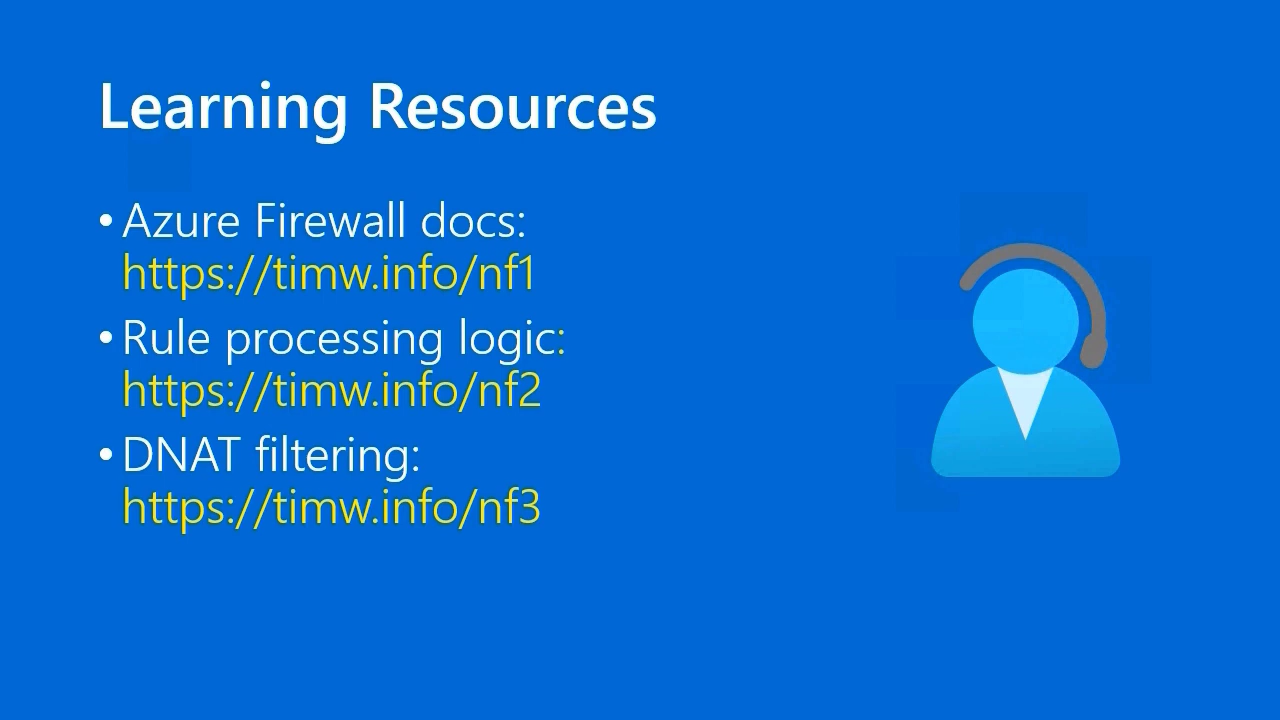 Learning Resources
• Azure Firewall docs:
https://timw.info/nf1
• Rule processing logic:
https://timw.info/nf2
• DNAT filtering:
https://timw.info/nf3